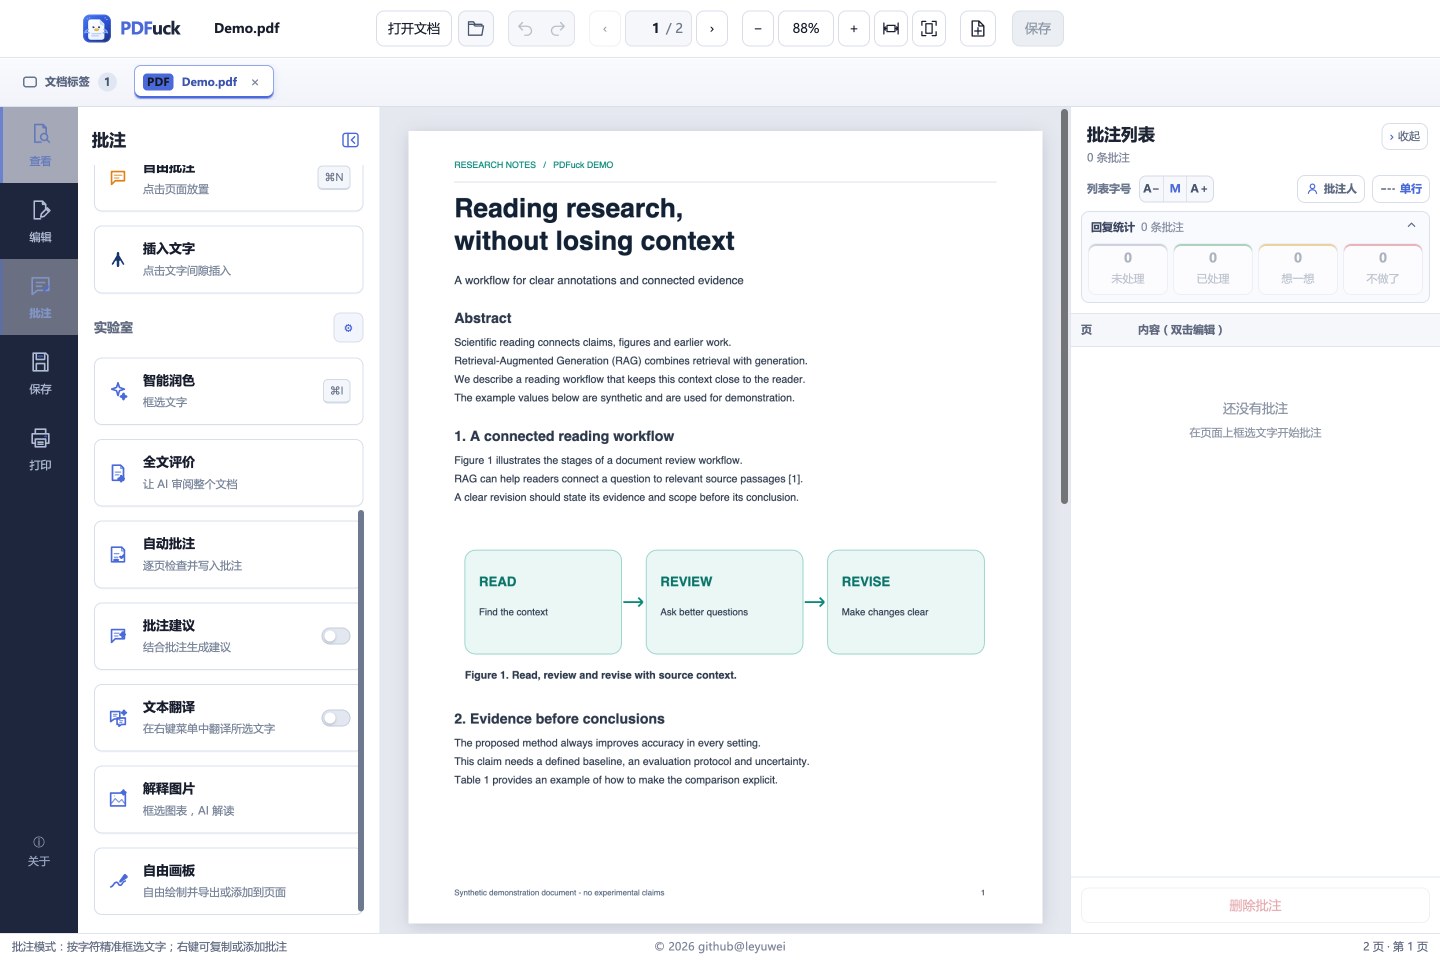 PDFuck
Demo.pdf
打开文档
‹
1 / 2
›
−
88%
+
保存
文档标签
1
PDF
Demo.pdf
×
查看
编辑
批注
保存
打印
关于
批注
自由批注
点击页面放置
⌘N
插入文字
点击文字间隙插入
实验室
智能润色
框选文字
⌘I
全文评价
让 AI 审阅整个文档
自动批注
逐页检查并写入批注
批注建议
结合批注生成建议
文本翻译
在右键菜单中翻译所选文字
解释图片
框选图表，AI 解读
自由画板
自由绘制并导出或添加到页面
RESEARCH NOTES / PDFuck DEMO
Reading research,
without losing context
A workflow for clear annotations and connected evidence
Abstract
Scientific reading connects claims, figures and earlier work.
Retrieval-Augmented Generation (RAG) combines retrieval with generation.
We describe a reading workflow that keeps this context close to the reader.
The example values below are synthetic and are used for demonstration.
1. A connected reading workflow
Figure 1 illustrates the stages of a document review workflow.
RAG can help readers connect a question to relevant source passages [1].
A clear revision should state its evidence and scope before its conclusion.
READ
Find the context
REVIEW
Ask better questions
REVISE
Make changes clear
Figure 1. Read, review and revise with source context.
2. Evidence before conclusions
The proposed method always improves accuracy in every setting.
This claim needs a defined baseline, an evaluation protocol and uncertainty.
Table 1 provides an example of how to make the comparison explicit.
Synthetic demonstration document - no experimental claims
1
批注列表
› 收起
0 条批注
列表字号
A−
M
A+
批注人
--- 单行
回复统计 0 条批注
0
未处理
0
已处理
0
想一想
0
不做了
页
内容（双击编辑）
还没有批注
在页面上框选文字开始批注
删除批注
批注模式：按字符精准框选文字；右键可复制或添加批注
© 2026 github@leyuwei
2 页 · 第 1 页